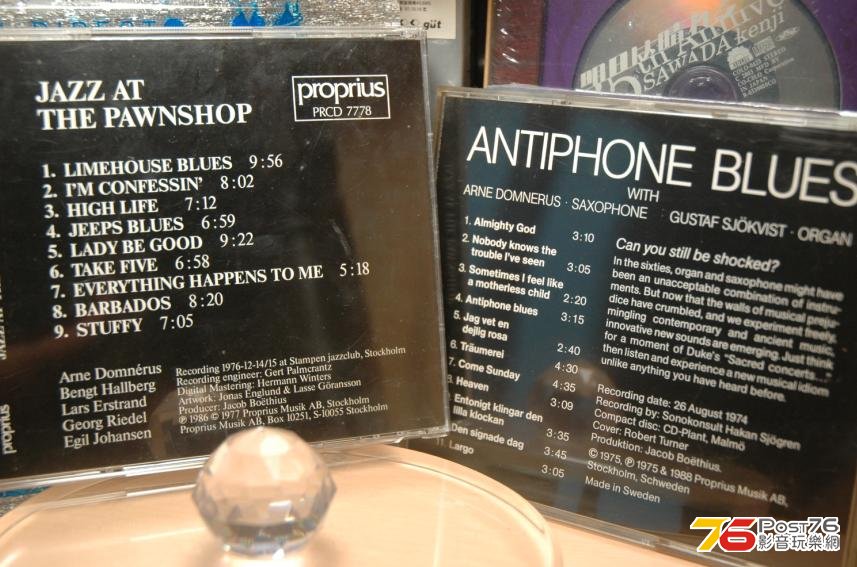 güt
JAZZ AT
THE PAWNSHOP
proprius
PRCD 7778
1. LIMEHOUSE BLUES 9:56
2. I'M CONFESSIN' 8:02
3. HIGH LIFE 7:12
4. JEEPS BLUES 6:59
5. LADY BE GOOD 9:22
6. TAKE FIVE 6:58
7. EVERYTHING HAPPENS TO ME 5:18
8. BARBADOS 8:20
9. STUFFY 7:05
Arne Domnérus
Bengt Hallberg
Lars Erstrand
Georg Riedel
Egil Johansen
Recording 1976-12-14/15 at Stampen jazzclub, Stockholm
Recording engineer: Gert Palmcrantz
Digital Mastering: Hermann Winters
Artwork: Jonas Englund & Lasse Göransson
Producer: Jacob Boëthius
℗ 1986 © 1977 Proprius Musik AB, Stockholm
Proprius Musik AB, Box 10251, S-10055 Stockholm
proprius
SAWADA kenji
ANTIPHONE BLUES
WITH
ARNE DOMNERUS · SAXOPHONE
GUSTAF SJÖKVIST · ORGAN
1. Almighty God 3:10
2. Nobody knows the
trouble I've seen 3:05
3. Sometimes I feel like
a motherless child 2:20
4. Antiphone blues 3:15
5. Jag vet en
dejlig rosa 2:40
6. Träumerei 4:30
7. Come Sunday 4:35
8. Heaven 3:09
Entonigt klingar den
lilla klockan 3:35
Den signade dag 3:45
11. Largo 3:05
Can you still be shocked?
In the sixties, organ and saxophone might have
been an unacceptable combination of instru-
ments. But now that the walls of musical preju-
dice have crumbled, and we experiment freely,
mingling contemporary and ancient music,
innovative new sounds are emerging. Just think
for a moment of Duke's "Sacred concerts..."
then listen and experience a new musical idiom
unlike anything you have heard before.
Recording date: 26 August 1974
Recording by: Sonokonsult Hakan Sjögren
Compact disc: CD-Plant, Malmö
Cover: Robert Turner
Produktion: Jacob Boëthius.
© 1975, ℗ 1975 & 1988 Proprius Musik AB,
Stockholm, Schweden
Made in Sweden
76 Post76
影音玩樂網